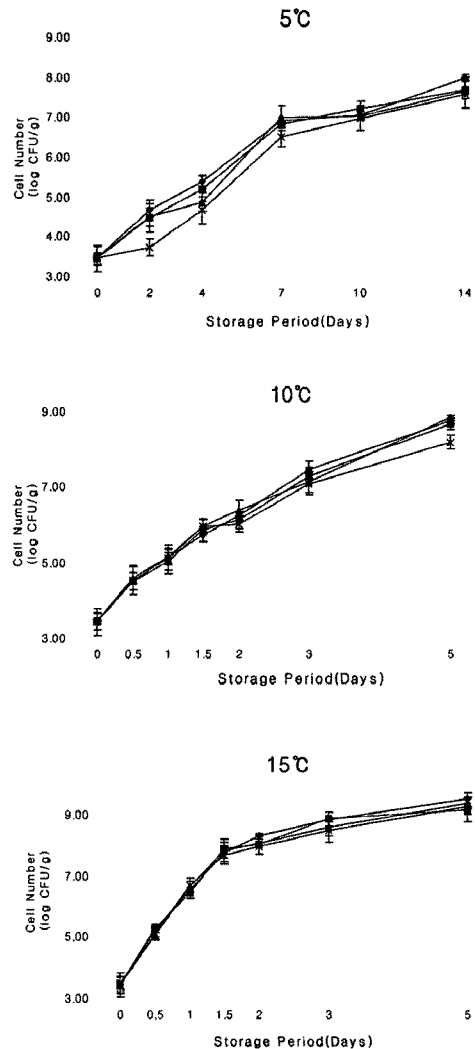 5℃
9.00
8.00
7.00
6.00
5.00
4.00
3.00
Cell Number
(log CFU/g)
0 2 4 7 10 14
Storage Period(Days)
10℃
9.00
7.00
5.00
3.00
Cell Number
(log CFU/g)
0 0.5 1 1.5 2 3 5
Storage Period(Days)
15℃
9.00
7.00
5.00
3.00
Cell Number
(log CFU/g)
0 0.5 1 1.5 2 3 5
Storage Period(Days)